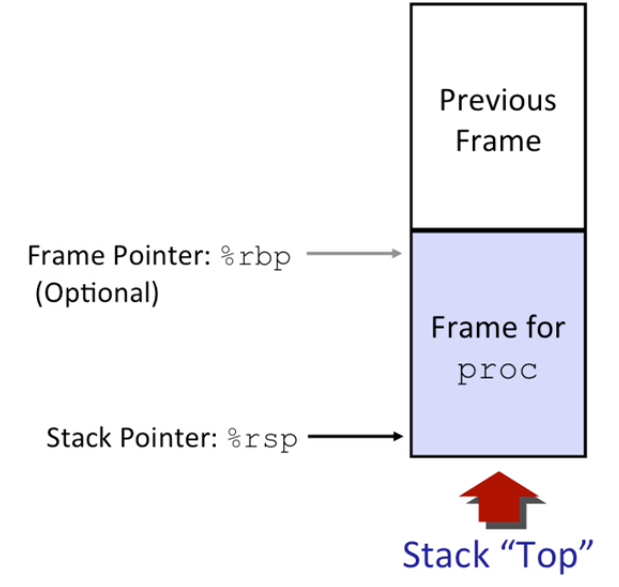 Previous
Frame
Frame Pointer: %rbp
(Optional)
Frame for
proc
Stack Pointer: %rsp
Stack “Top”